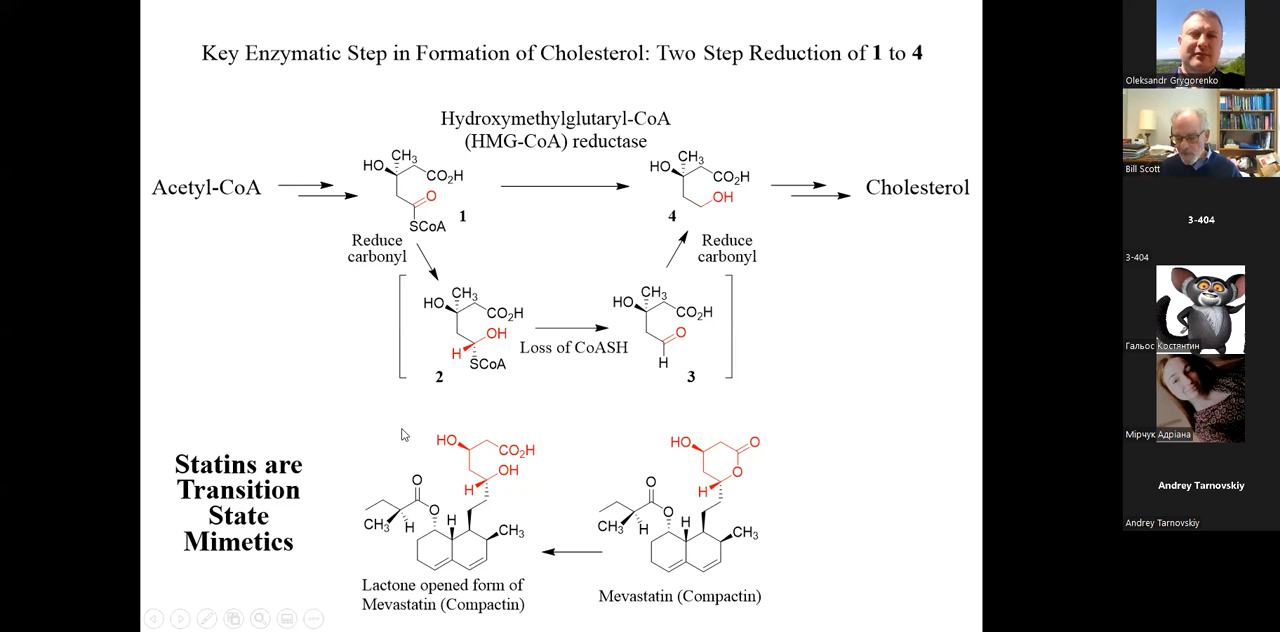 Key Enzymatic Step in Formation of Cholesterol: Two Step Reduction of 1 to 4
Hydroxymethylglutaryl-CoA
(HMG-CoA) reductase
Acetyl-CoA
CH3
HO
CO2H
O
SCoA
1
CH3
HO
CO2H
OH
4
Cholesterol
Reduce
carbonyl
Reduce
carbonyl
CH3
HO
CO2H
OH
H
SCoA
2
Loss of CoASH
CH3
HO
CO2H
O
H
3
Statins are
Transition
State
Mimetics
HO
CO2H
OH
H
O
O
H
CH3
H
CH3
Lactone opened form of
Mevastatin (Compactin)
HO
O
O
H
O
O
H
CH3
H
CH3
Mevastatin (Compactin)
Oleksandr Grygorenko
Bill Scott
3-404
3-404
Гальос Костянтин
Мірчук Адріана
Andrey Tarnovskiy
Andrey Tarnovskiy